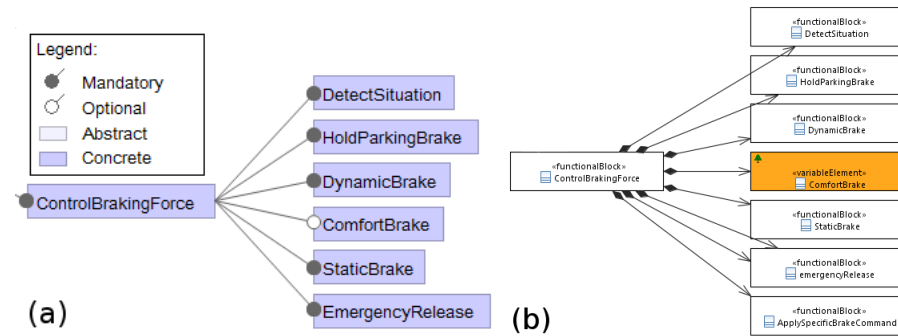 Legend:
Mandatory
Optional
Abstract
Concrete
ControlBrakingForce
DetectSituation
HoldParkingBrake
DynamicBrake
ComfortBrake
StaticBrake
EmergencyRelease
(a)
«functionalBlock»
ControlBrakingForce
«functionalBlock»
DetectSituation
«functionalBlock»
HoldParkingBrake
«functionalBlock»
DynamicBrake
«variableElement»
ComfortBrake
«functionalBlock»
StaticBrake
«functionalBlock»
emergencyRelease
«functionalBlock»
ApplySpecificBrakeCommand
(b)